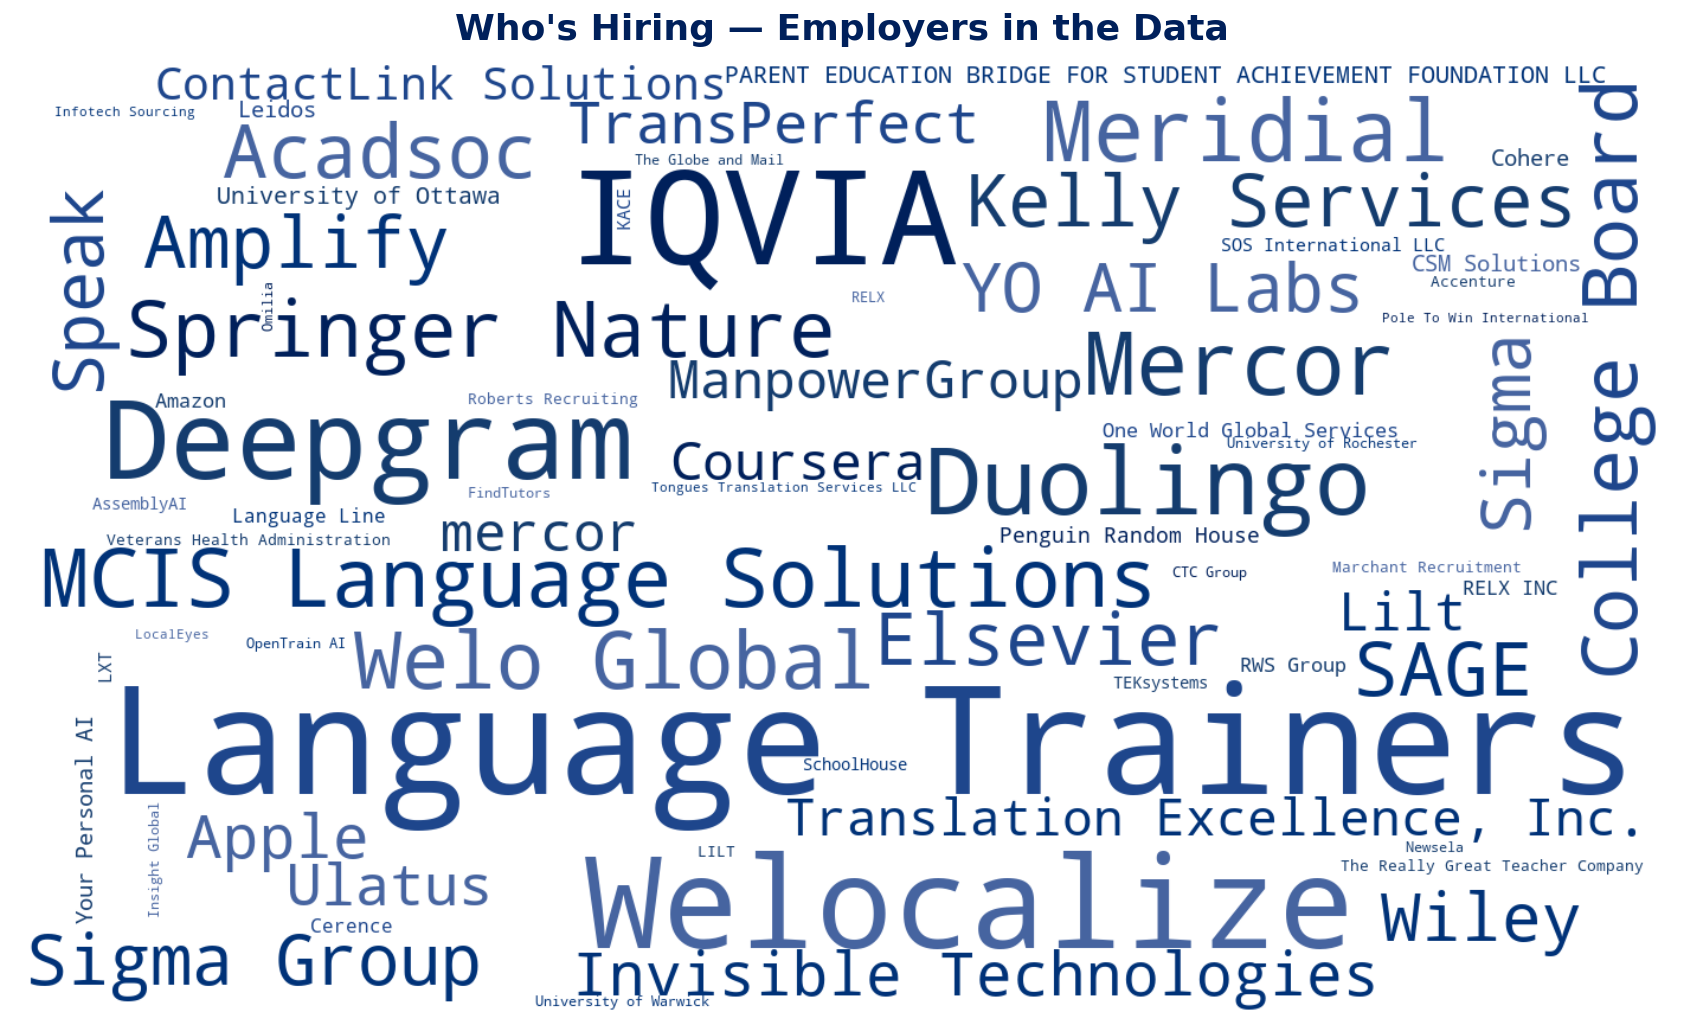 Who's Hiring — Employers in the Data
ContactLink Solutions
PARENT EDUCATION BRIDGE FOR STUDENT ACHIEVEMENT FOUNDATION LLC
Infotech Sourcing
Leidos
TransPerfect
Meridial
Board
College
Acadsoc
The Globe and Mail
Cohere
University of Ottawa
IQVIA
KACE
Kelly Services
Speak
Amplify
SOS International LLC
CSM Solutions
Accenture
YO AI Labs
RELX
Omilia
Springer Nature
Pole To Win International
Mercor
ManpowerGroup
Sigma
Amazon
Roberts Recruiting
Deepgram
One World Global Services
University of Rochester
Coursera
Duolingo
Tongues Translation Services LLC
FindTutors
AssemblyAI
Language Line
mercor
Penguin Random House
Veterans Health Administration
MCIS Language Solutions
CTC Group
Marchant Recruitment
RELX INC
Lilt
LocalEyes
OpenTrain AI
Welo Global
Elsevier
RWS Group
SAGE
TEKsystems
LXT
Language Trainers
SchoolHouse
Your Personal AI
Insight Global
Apple
Translation Excellence, Inc.
LILT
Newsela
The Really Great Teacher Company
Ulatus
Welocalize
Wiley
Cerence
Sigma Group
Invisible Technologies
University of Warwick